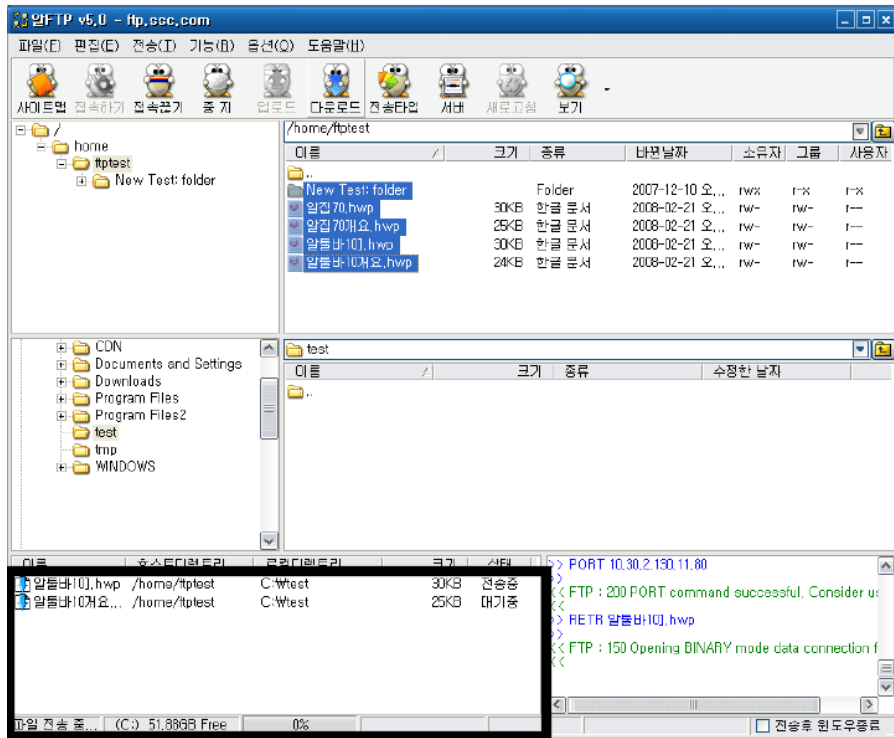 알FTP v5.0 - ftp.ccc.com
파일(F) 편집(E) 전송(T) 기능(R) 옵션(O) 도움말(H)
사이트맵 접속하기 접속끊기 중 지 업로드 다운로드 전송타입 서버 새로고침 보기
/
home
ftptest
New Test: folder
/home/ftptest
이름 / 크기 종류 바뀐날짜 소유자 그룹 사용자
..
New Test: folder Folder 2007-12-10 오... rwx r-x r-x
알집70.hwp 30KB 한글 문서 2008-02-21 오... rw- rw- r--
알집70개요.hwp 25KB 한글 문서 2008-02-21 오... rw- rw- r--
알툴바10].hwp 30KB 한글 문서 2008-02-21 오... rw- rw- r--
알툴바10개요.hwp 24KB 한글 문서 2008-02-21 오... rw- rw- r--
CDN
Documents and Settings
Downloads
Program Files
Program Files2
test
tmp
WINDOWS
test
이름 / 크기 종류 수정한 날짜
..
이름 호스트디렉토리 로컬디렉토리 크기 상태
알툴바10].hwp /home/ftptest C:₩test 30KB 전송중
알툴바10개요... /home/ftptest C:₩test 25KB 대기중
>> PORT 10.30.2.130.11.80
>>
<< FTP : 200 PORT command successful. Consider
<<
>> RETR 알툴바10].hwp
>>
<< FTP : 150 Opening BINARY mode data connection f
<<
파일 전송 중... (C:) 51.88GB Free 0% 전송후 윈도우종료